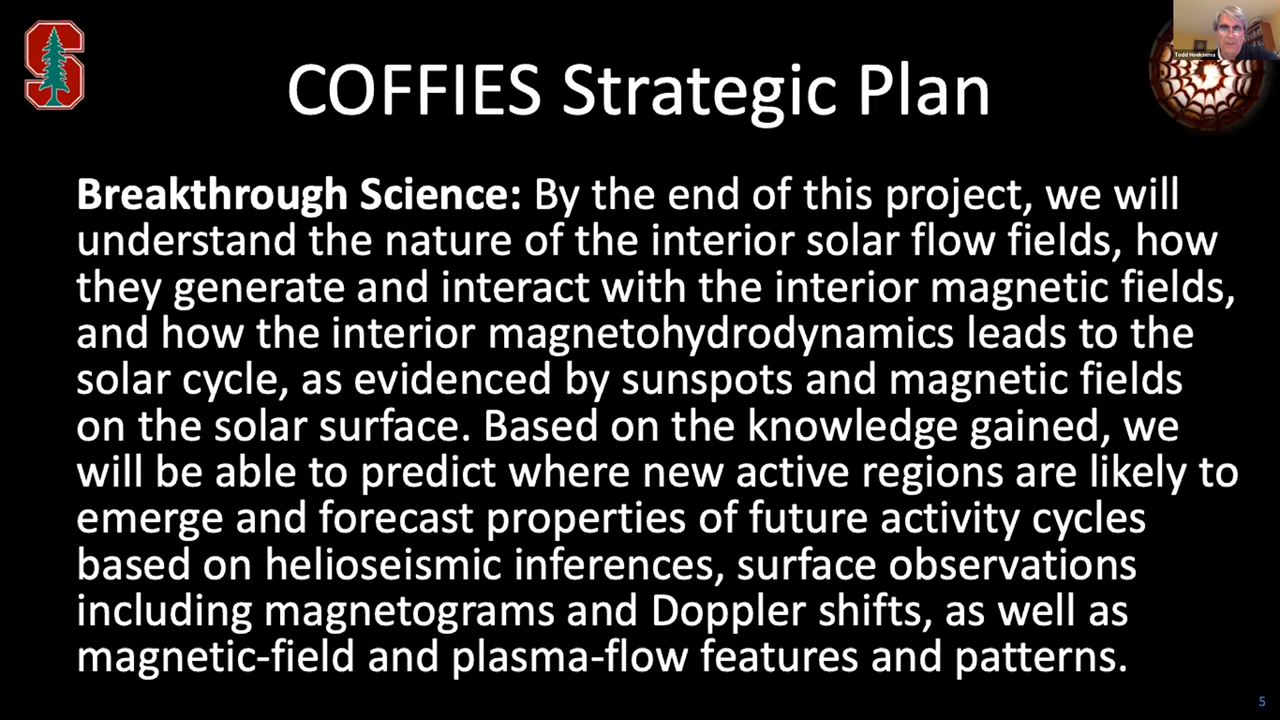 S
Todd Hoeksema
COFFIES Strategic Plan
Breakthrough Science: By the end of this project, we will
understand the nature of the interior solar flow fields, how
they generate and interact with the interior magnetic fields,
and how the interior magnetohydrodynamics leads to the
solar cycle, as evidenced by sunspots and magnetic fields
on the solar surface. Based on the knowledge gained, we
will be able to predict where new active regions are likely to
emerge and forecast properties of future activity cycles
based on helioseismic inferences, surface observations
including magnetograms and Doppler shifts, as well as
magnetic-field and plasma-flow features and patterns.
5